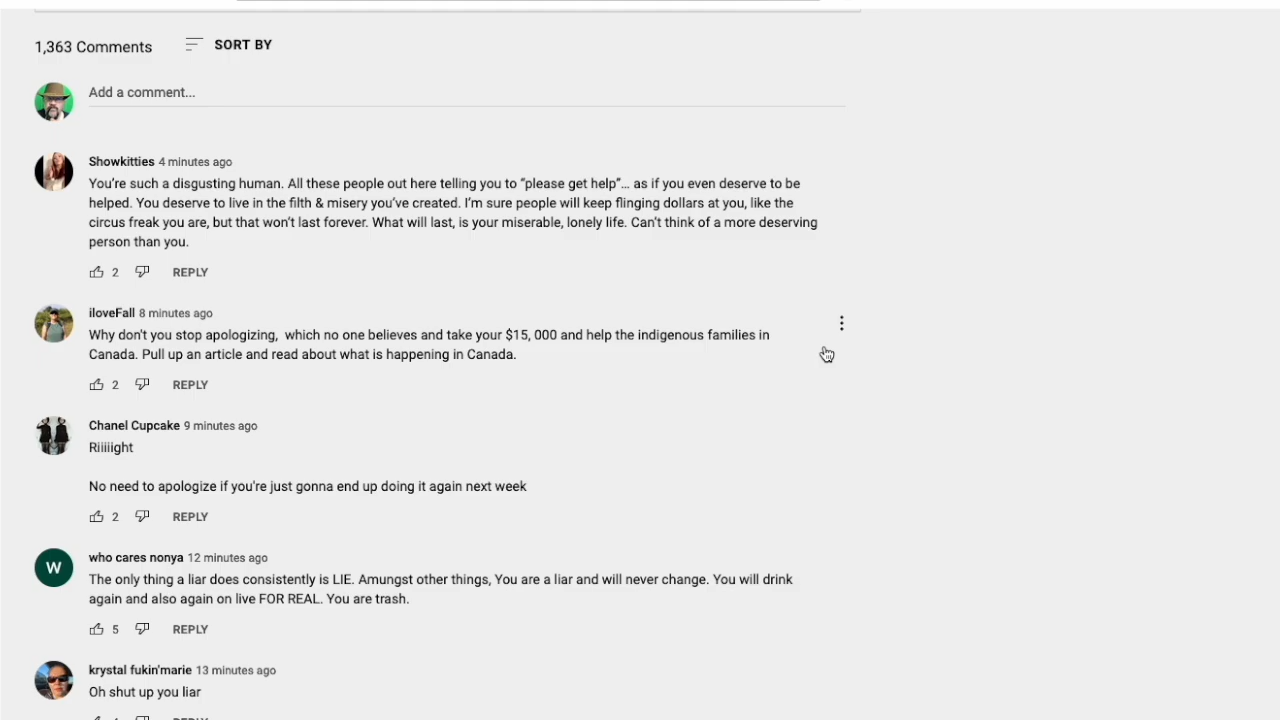 1,363 Comments SORT BY
Add a comment...
Showkitties 4 minutes ago
You're such a disgusting human. All these people out here telling you to “please get help”... as if you even deserve to be
helped. You deserve to live in the filth & misery you've created. I'm sure people will keep flinging dollars at you, like the
circus freak you are, but that won't last forever. What will last, is your miserable, lonely life. Can't think of a more deserving
person than you.
2 REPLY
iloveFall 8 minutes ago
Why don't you stop apologizing,  which no one believes and take your $15, 000 and help the indigenous families in
Canada. Pull up an article and read about what is happening in Canada.
2 REPLY
Chanel Cupcake 9 minutes ago
Riiiiight
No need to apologize if you're just gonna end up doing it again next week
2 REPLY
W
who cares nonya 12 minutes ago
The only thing a liar does consistently is LIE. Amungst other things, You are a liar and will never change. You will drink
again and also again on live FOR REAL. You are trash.
5 REPLY
krystal fukin'marie 13 minutes ago
Oh shut up you liar